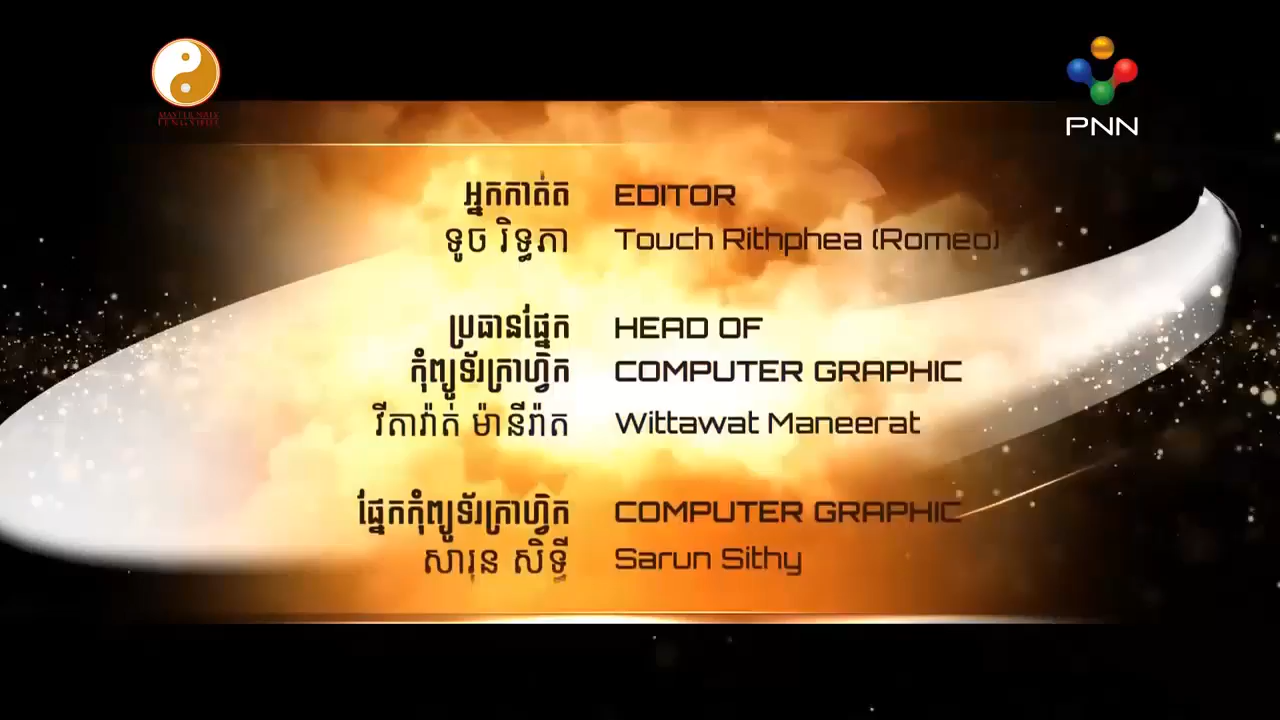 PNN
អ្នកកាត់ត EDITOR
ទូច រិទ្ធភា Touch Rithphea (Romeo)
ប្រធានផ្នែក HEAD OF
កុំព្យូទ័រក្រាហ្វិក COMPUTER GRAPHIC
វីតាវ៉ាត់ ម៉ានីរ៉ាត Wittawat Maneerat
ផ្នែកកុំព្យូទ័រក្រាហ្វិក COMPUTER GRAPHIC
សារុន សិទ្ធី Sarun Sithy